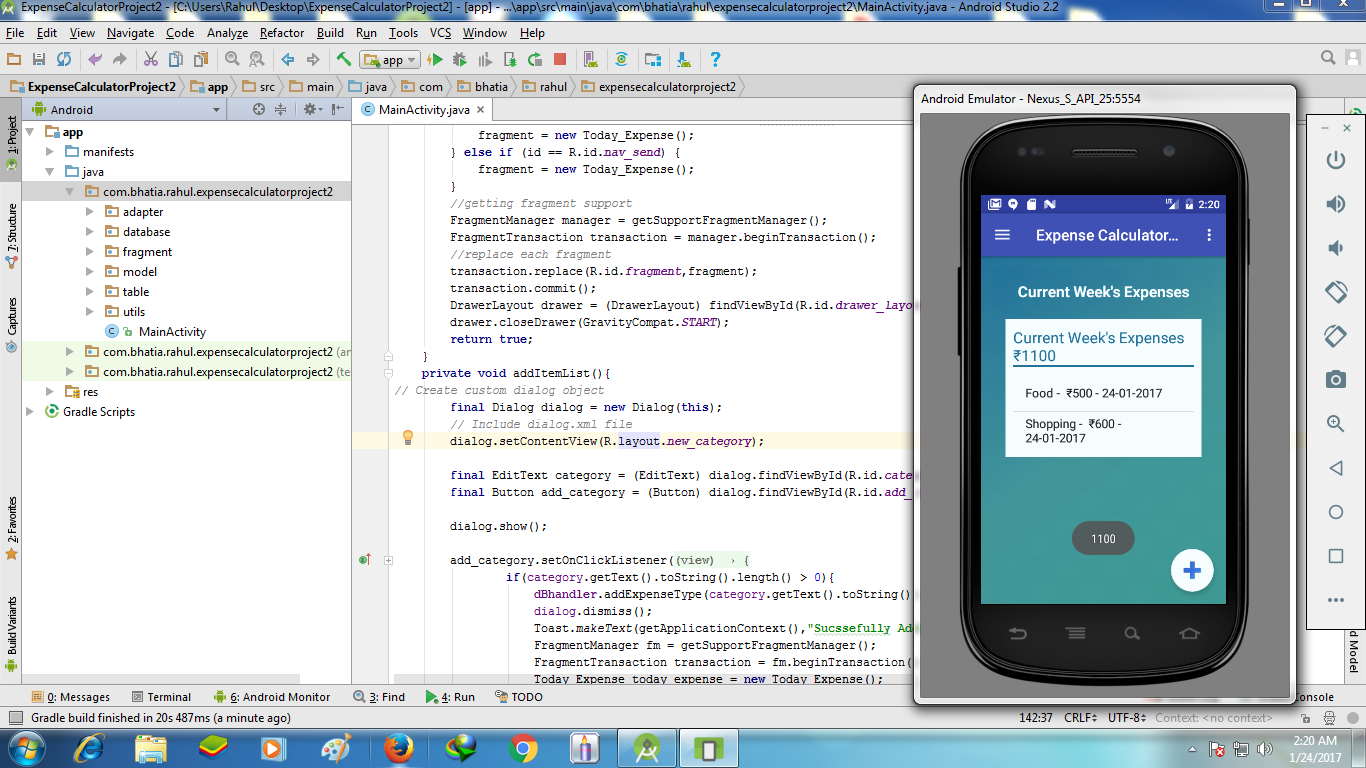 ExpenseCalculatorProject2 - [C:\Users\Rahul\Desktop\ExpenseCalculatorProject2] - [app] - ...\app\src\main\java\com\bhatia\rahul\expensecalculatorproject2\MainActivity.java - Android Studio 2.2
File Edit View Navigate Code Analyze Refactor Build Run Tools VCS Window Help
app
ExpenseCalculatorProject2 app src main java com bhatia rahul expensecalculatorproject2
1: Project
7: Structure
Captures
2: Favorites
Build Variants
Android
app
manifests
java
com.bhatia.rahul.expensecalculatorproject2
adapter
database
fragment
model
table
utils
MainActivity
com.bhatia.rahul.expensecalculatorproject2 (an
com.bhatia.rahul.expensecalculatorproject2 (te
res
Gradle Scripts
MainActivity.java
fragment = new Today_Expense();
} else if (id == R.id.nav_send) {
fragment = new Today_Expense();
}
//getting fragment support
FragmentManager manager = getSupportFragmentManager();
FragmentTransaction transaction = manager.beginTransaction();
//replace each fragment
transaction.replace(R.id.fragment,fragment);
transaction.commit();
DrawerLayout drawer = (DrawerLayout) findViewById(R.id.drawer_layo
drawer.closeDrawer(GravityCompat.START);
return true;
}
private void addItemList(){
// Create custom dialog object
final Dialog dialog = new Dialog(this);
// Include dialog.xml file
dialog.setContentView(R.layout.new_category);
final EditText category = (EditText) dialog.findViewById(R.id.cate
final Button add_category = (Button) dialog.findViewById(R.id.add_
dialog.show();
add_category.setOnClickListener((view) → {
if(category.getText().toString().length() > 0){
dBhandler.addExpenseType(category.getText().toString()
dialog.dismiss();
Toast.makeText(getApplicationContext(),"Sucssefully Ad
FragmentManager fm = getSupportFragmentManager();
FragmentTransaction transaction = fm.beginTransaction(
Today_Expense today_expense = new Today_Expense();
Android Emulator - Nexus_S_API_25:5554
LTE 2:20
Expense Calculator...
Current Week's Expenses
Current Week's Expenses
₹1100
Food - ₹500 - 24-01-2017
Shopping - ₹600 -
24-01-2017
1100
d Model
0: Messages Terminal 6: Android Monitor 3: Find 4: Run TODO onsole
Gradle build finished in 20s 487ms (a minute ago) 142:37 CRLF UTF-8 Context: <no context>
2:20 AM
1/24/2017